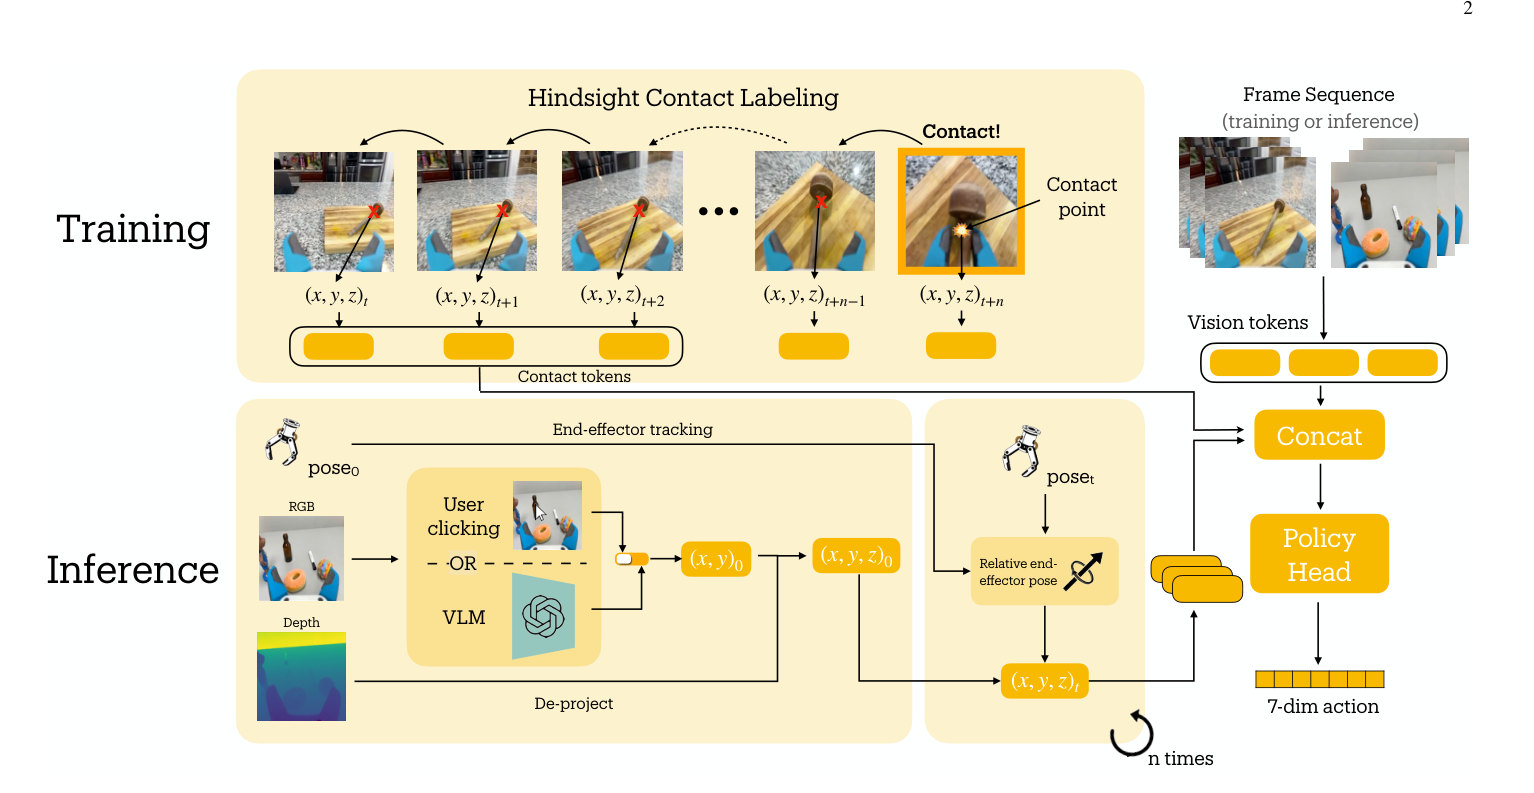 2
Hindsight Contact Labeling
Frame Sequence
(training or inference)
Contact!
Contact
point
Training
(x, y, z)ₜ
(x, y, z)ₜ₊₁
(x, y, z)ₜ₊₂
(x, y, z)ₜ₊ₙ₋₁
(x, y, z)ₜ₊ₙ
Vision tokens
Contact tokens
Concat
End-effector tracking
pose₀
poseₜ
RGB
User
clicking
OR
VLM
(x, y)₀
(x, y, z)₀
Relative end-
effector pose
Policy
Head
Inference
Depth
(x, y, z)ₜ
De-project
7-dim action
n times